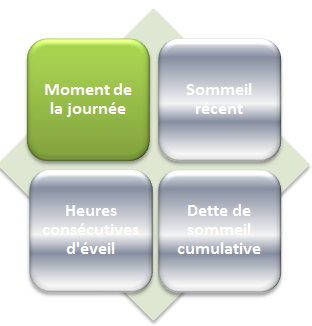 Moment de
la journée
Sommeil
récent
Heures
consécutives
d'éveil
Dette de
sommeil
cumulative